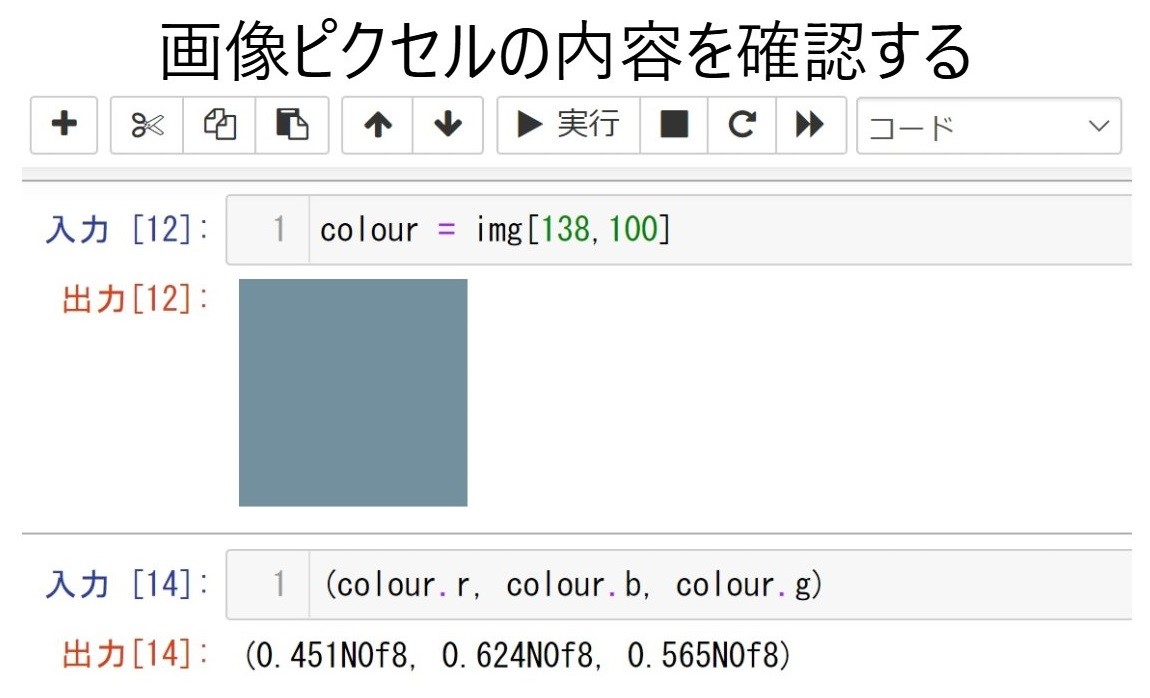 画像ピクセルの内容を確認する
実行 コード
入力 [12]: 1 colour = img[138,100]
出力[12]:
入力 [14]: 1 (colour.r, colour.b, colour.g)
出力[14]: (0.451N0f8, 0.624N0f8, 0.565N0f8)